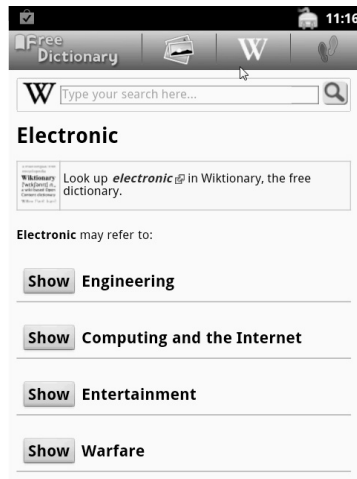 11:16
Free
Dictionary
W
W Type your search here...
Electronic
Wiktionary
Look up electronic in Wiktionary, the free
dictionary.
Electronic may refer to:
Show Engineering
Show Computing and the Internet
Show Entertainment
Show Warfare